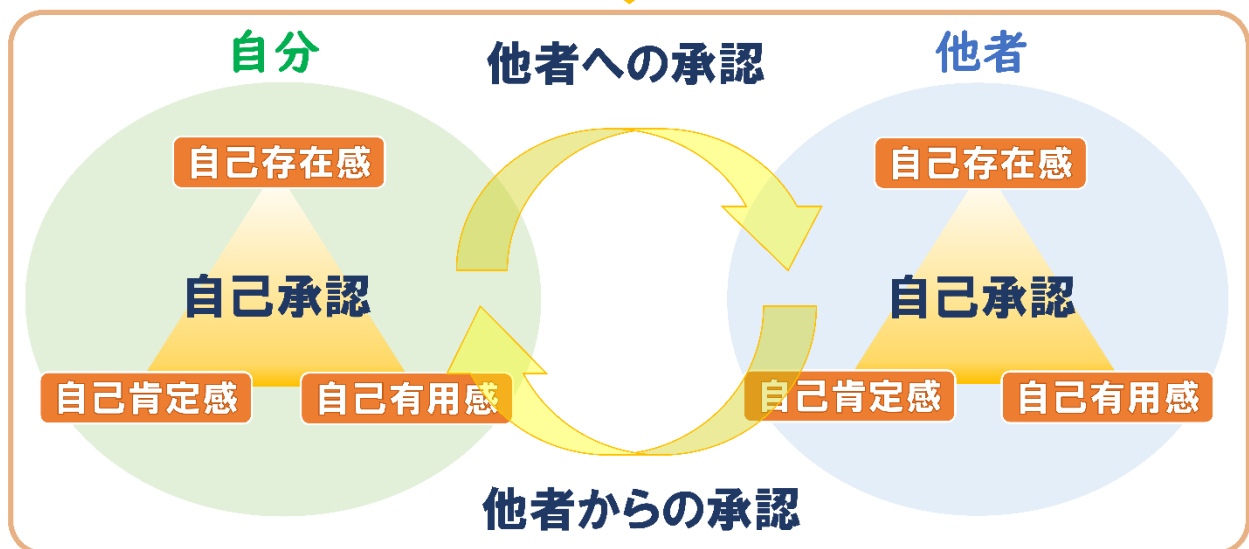 自分
他者への承認
他者
自己存在感
自己存在感
自己承認
自己承認
自己肯定感
自己有用感
自己肯定感
自己有用感
他者からの承認